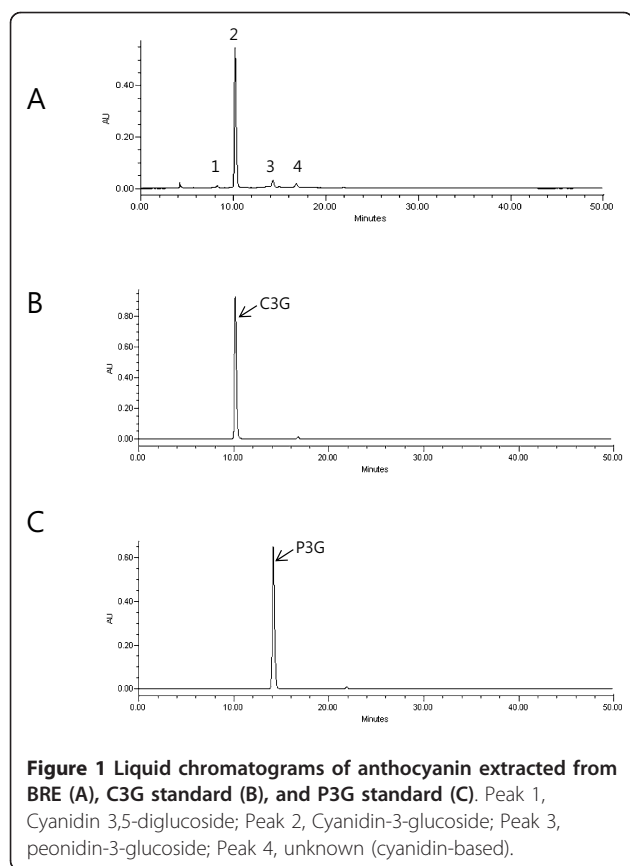 A
2
0.40
AU
0.20
1
3
4
0.00
0.00 10.00 20.00 30.00 40.00 50.00
Minutes
B
C3G
0.80
0.60
AU
0.40
0.20
0.00
0.00 10.00 20.00 30.00 40.00 50.00
Minutes
C
P3G
0.60
0.40
AU
0.20
0.00
0.00 10.00 20.00 30.00 40.00 50.00
Minutes
Figure 1 Liquid chromatograms of anthocyanin extracted from
BRE (A), C3G standard (B), and P3G standard (C). Peak 1,
Cyanidin 3,5-diglucoside; Peak 2, Cyanidin-3-glucoside; Peak 3,
peonidin-3-glucoside; Peak 4, unknown (cyanidin-based).